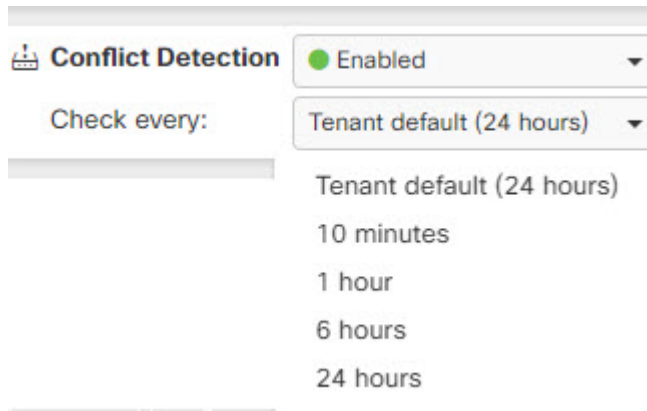 Conflict Detection Enabled
Check every: Tenant default (24 hours)
Tenant default (24 hours)
10 minutes
1 hour
6 hours
24 hours